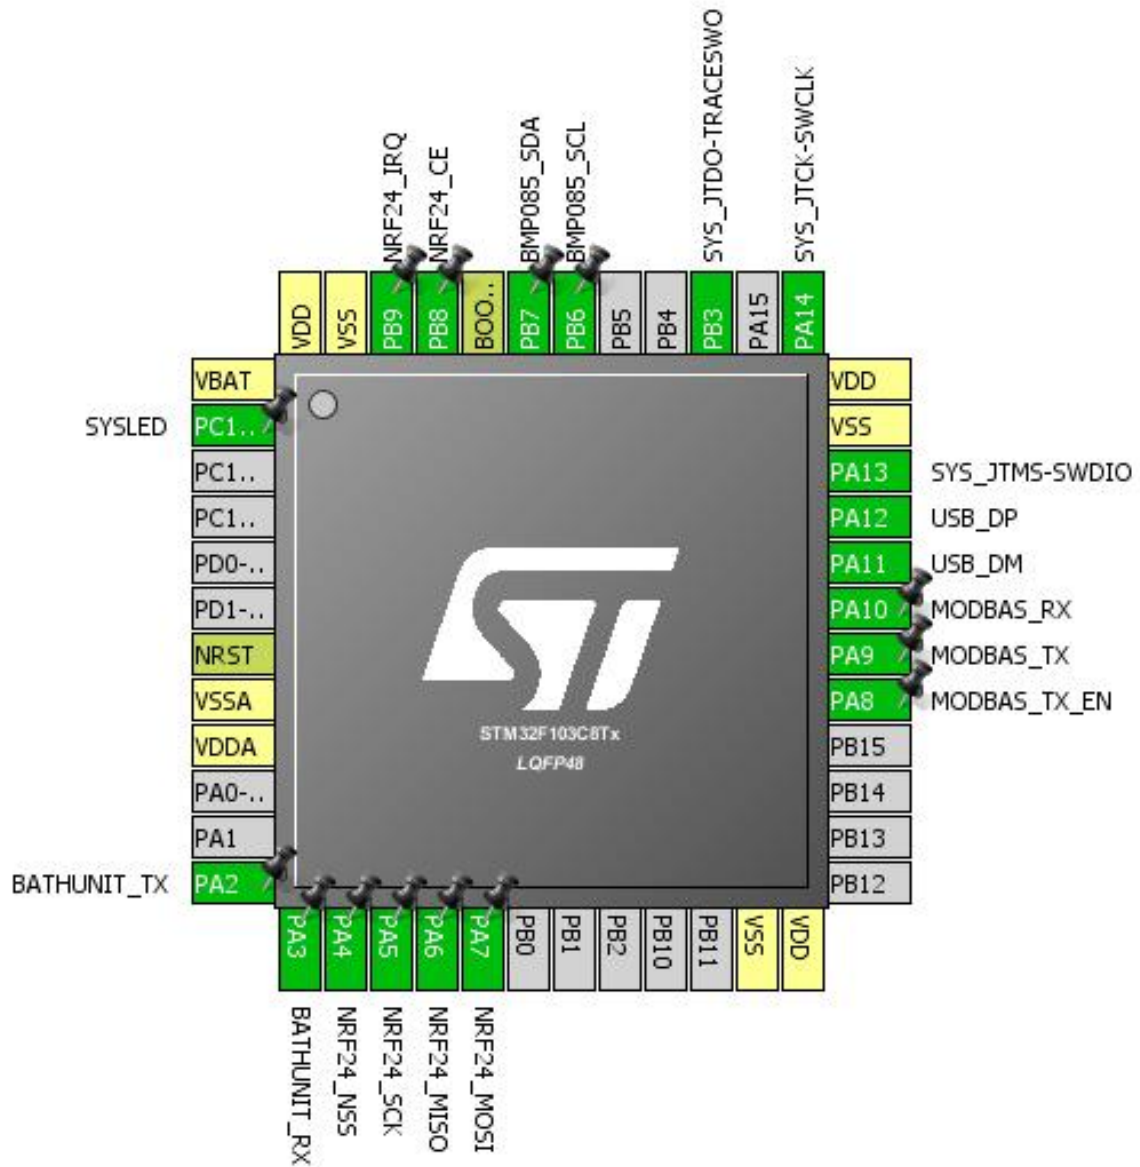 NRF24_IRQ
NRF24_CE
BMP085_SDA
BMP085_SCL
SYS_JTDO-TRACESWO
SYS_JTCK-SWCLK
VDD
VSS
PB9
PB8
BOO..
PB7
PB6
PB5
PB4
PB3
PA15
PA14
VBAT
SYSLED
PC1..
PC1..
PC1..
PD0-..
PD1-..
NRST
VSSA
VDDA
PA0-..
PA1
BATHUNIT_TX
PA2
VDD
VSS
PA13
SYS_JTMS-SWDIO
PA12
USB_DP
PA11
USB_DM
PA10
MODBAS_RX
PA9
MODBAS_TX
PA8
MODBAS_TX_EN
PB15
PB14
PB13
PB12
ST
STM32F103C8Tx
LQFP48
PA3
PA4
PA5
PA6
PA7
PB0
PB1
PB2
PB10
PB11
VSS
VDD
BATHUNIT_RX
NRF24_NSS
NRF24_SCK
NRF24_MISO
NRF24_MOSI